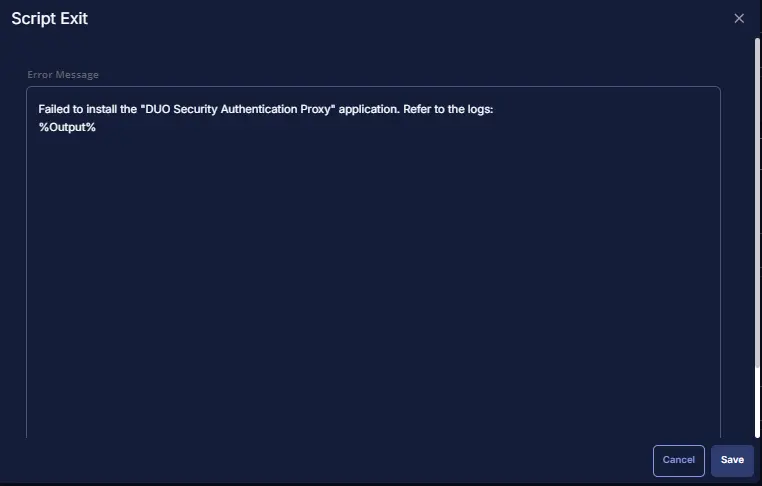 Script Exit
Error Message
Failed to install the "DUO Security Authentication Proxy" application. Refer to the logs:
%Output%
Cancel
Save